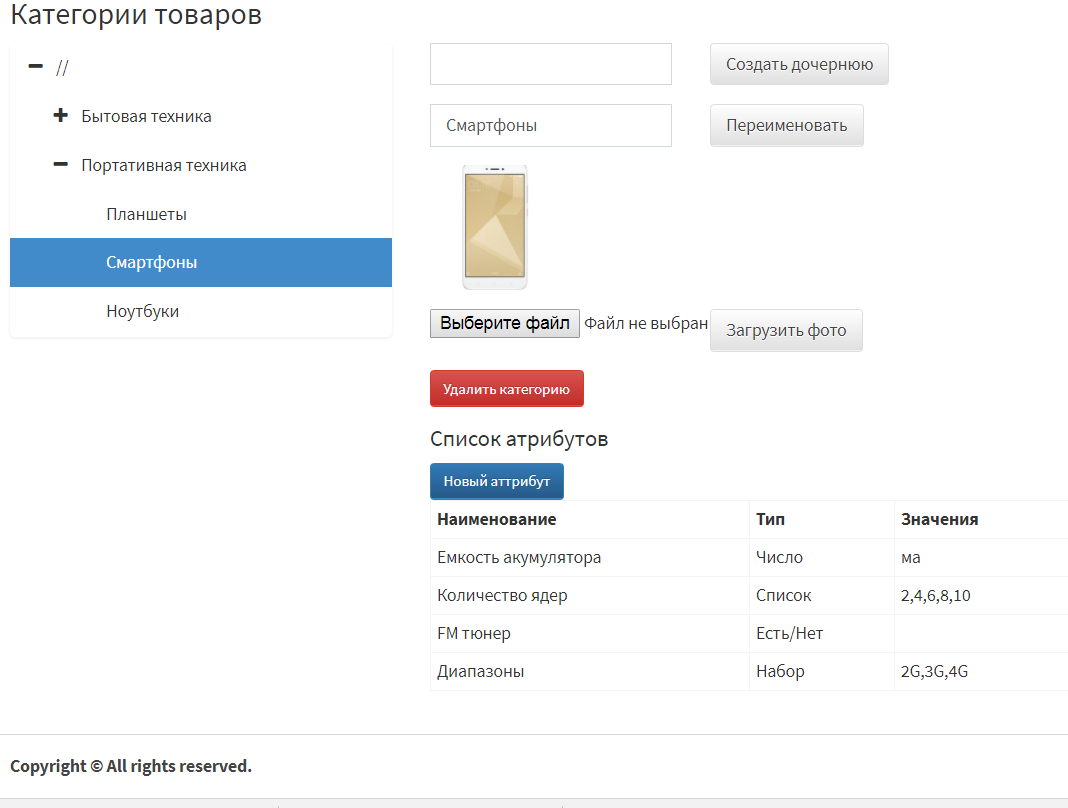 Категории товаров
//
Бытовая техника
Портативная техника
Планшеты
Смартфоны
Ноутбуки
Создать дочернюю
Смартфоны Переименовать
Выберите файл Файл не выбран Загрузить фото
Удалить категорию
Список атрибутов
Новый аттрибут
Наименование Тип Значения
Емкость акумулятора Число ма
Количество ядер Список 2,4,6,8,10
FM тюнер Есть/Нет
Диапазоны Набор 2G,3G,4G
Copyright © All rights reserved.